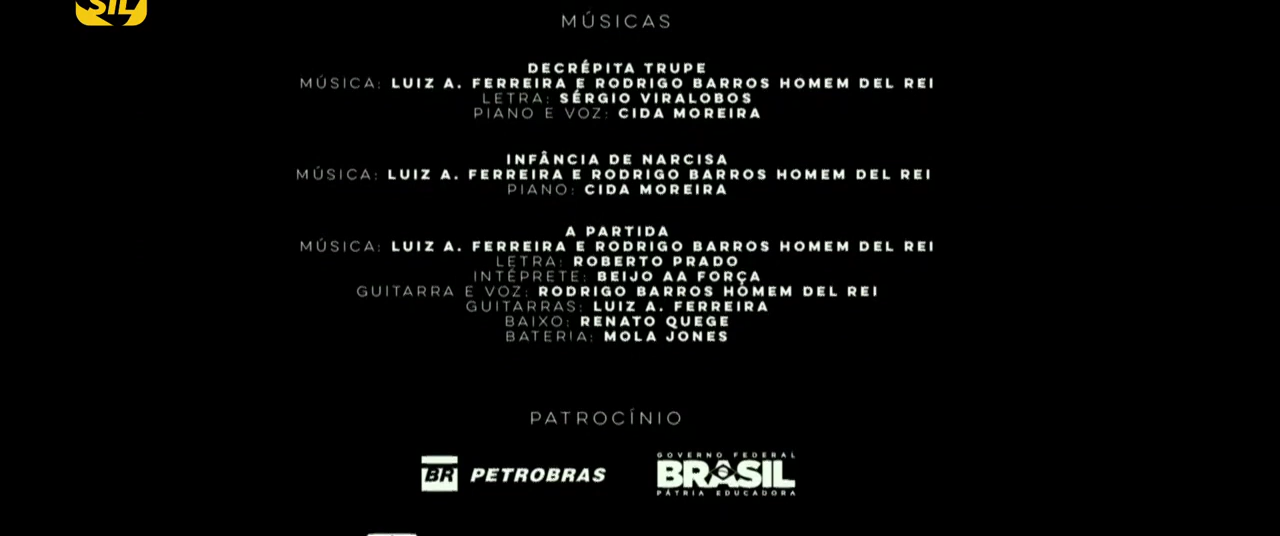 SIL
MÚSICAS
DECRÉPITA TRUPE
MÚSICA: LUIZ A. FERREIRA E RODRIGO BARROS HOMEM DEL REI
LETRA: SÉRGIO VIRALOBOS
PIANO E VOZ: CIDA MOREIRA
INFÂNCIA DE NARCISA
MÚSICA: LUIZ A. FERREIRA E RODRIGO BARROS HOMEM DEL REI
PIANO: CIDA MOREIRA
A PARTIDA
MÚSICA: LUIZ A. FERREIRA E RODRIGO BARROS HOMEM DEL REI
LETRA: ROBERTO PRADO
INTÉPRETE: BEIJO AA FORÇA
GUITARRA E VOZ: RODRIGO BARROS HOMEM DEL REI
GUITARRAS: LUIZ A. FERREIRA
BAIXO: RENATO QUEGE
BATERIA: MOLA JONES
PATROCÍNIO
BR PETROBRAS
GOVERNO FEDERAL
BRASIL
PÁTRIA EDUCADORA